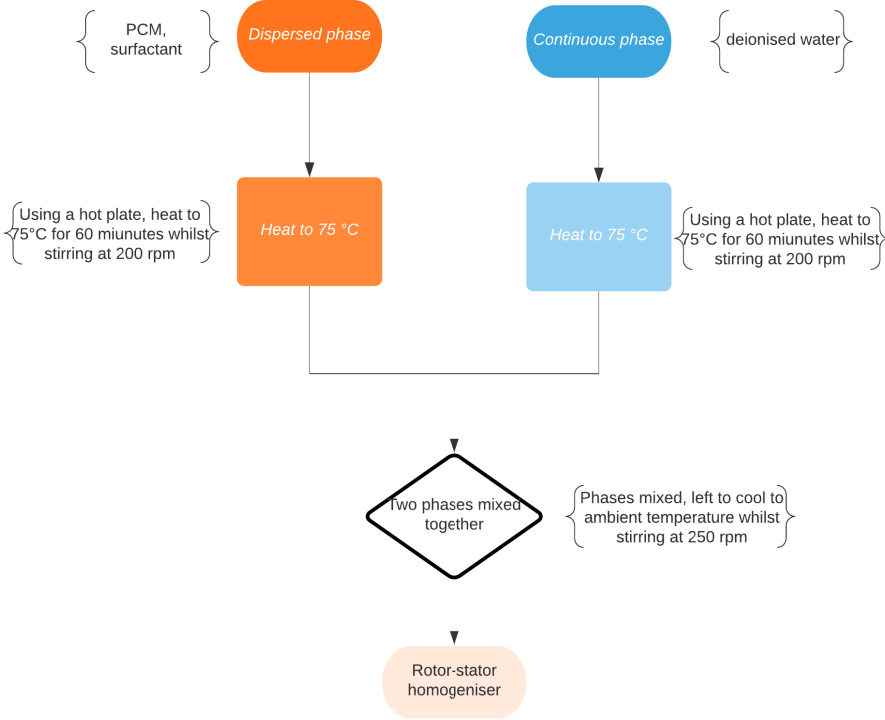 PCM,
surfactant
Dispersed phase
Continuous phase
deionised water
Using a hot plate, heat to
75°C for 60 miunutes whilst
stirring at 200 rpm
Heat to 75 °C
Heat to 75 °C
Using a hot plate, heat to
75°C for 60 miunutes whilst
stirring at 200 rpm
Two phases mixed
together
Phases mixed, left to cool to
ambient temperature whilst
stirring at 250 rpm
Rotor-stator
homogeniser